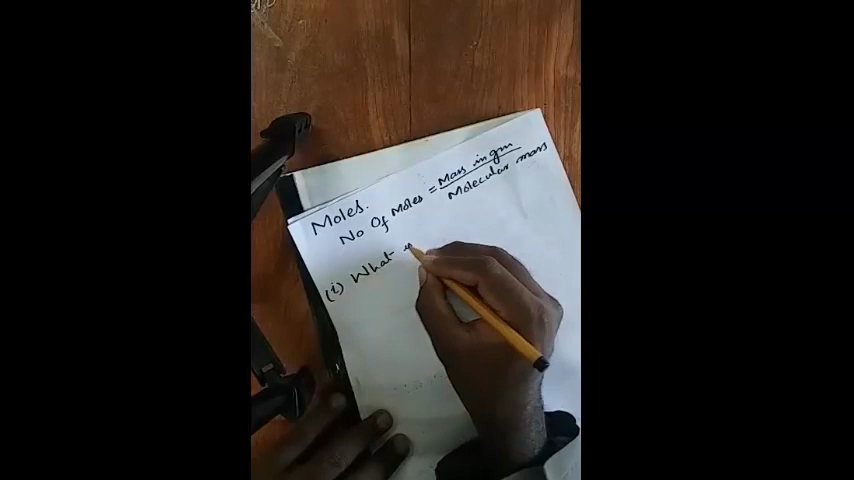 Moles.
No Of Moles = Mass in gm
Molecular mass
(i) What